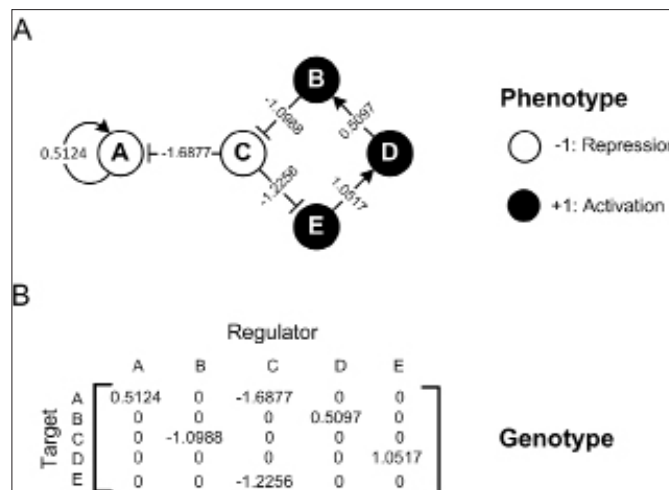 A
B
-1.0988
0.5097
Phenotype
0.5124
A
-1.6877
C
D
-1: Repression
-1.2256
1.0517
E
+1: Activation
B
Regulator
A B C D E
Target
A 0.5124 0 -1.6877 0 0
B 0 0 0 0.5097 0
C 0 -1.0988 0 0 0
D 0 0 0 0 1.0517
E 0 0 -1.2256 0 0
Genotype